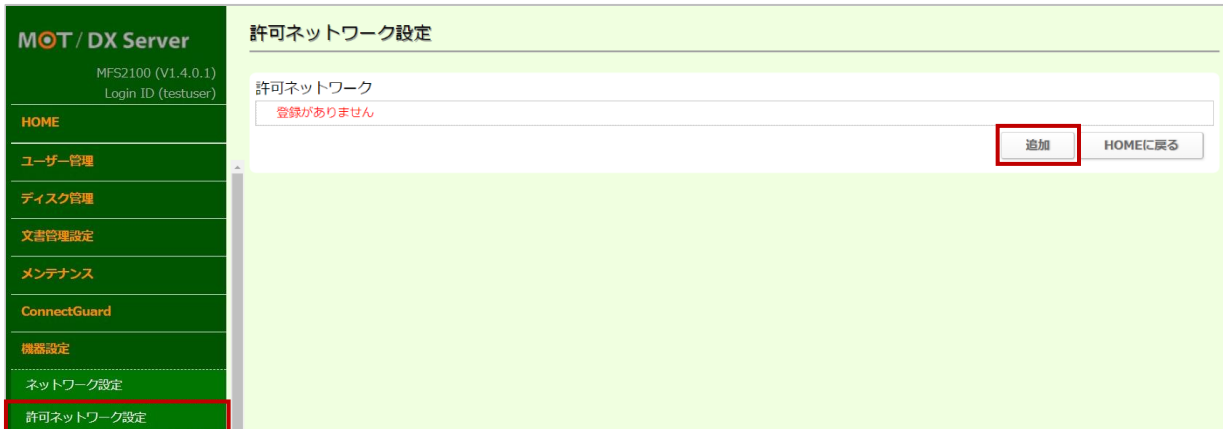 MOT/DX Server
MFS2100 (V1.4.0.1)
Login ID (testuser)
HOME
ユーザー管理
ディスク管理
文書管理設定
メンテナンス
ConnectGuard
機器設定
ネットワーク設定
許可ネットワーク設定
許可ネットワーク設定
許可ネットワーク
登録がありません
追加 HOMEに戻る